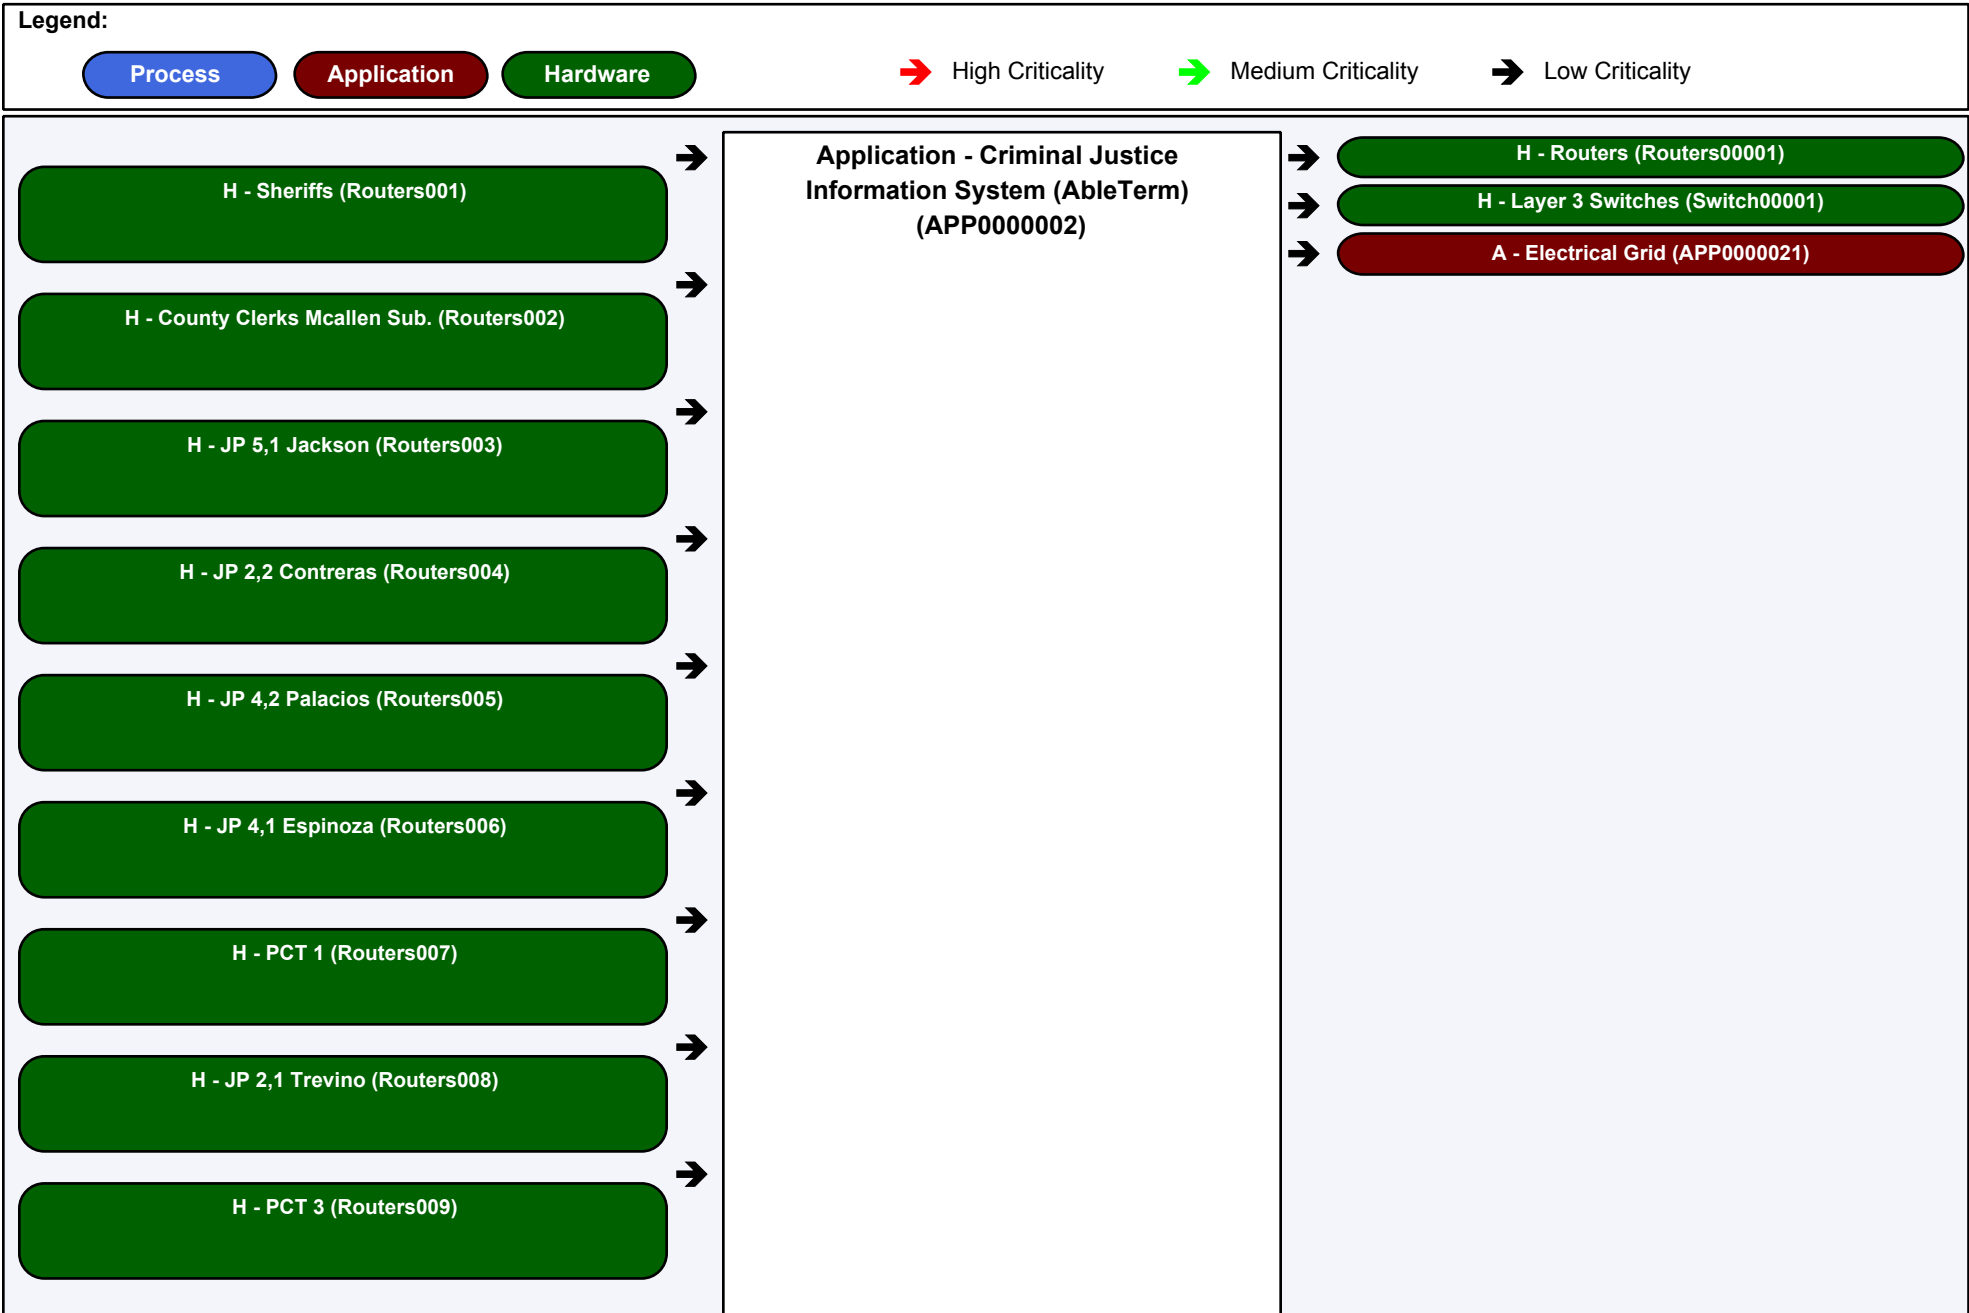 Legend:
Process
Application
Hardware
High Criticality
Medium Criticality
Low Criticality
H - Sheriffs (Routers001)
H - County Clerks Mcallen Sub. (Routers002)
H - JP 5,1 Jackson (Routers003)
H - JP 2,2 Contreras (Routers004)
H - JP 4,2 Palacios (Routers005)
H - JP 4,1 Espinoza (Routers006)
H - PCT 1 (Routers007)
H - JP 2,1 Trevino (Routers008)
H - PCT 3 (Routers009)
Application - Criminal Justice
Information System (AbleTerm)
(APP0000002)
H - Routers (Routers00001)
H - Layer 3 Switches (Switch00001)
A - Electrical Grid (APP0000021)